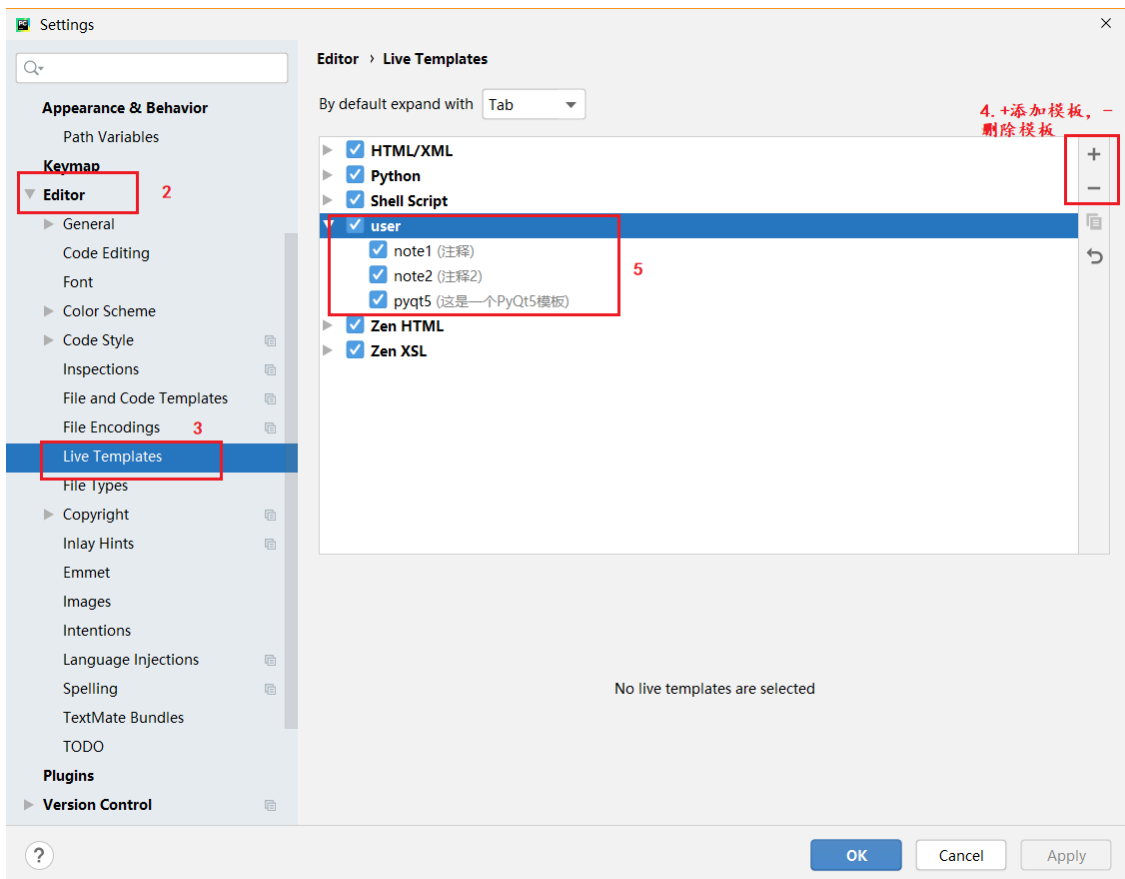 Settings
Appearance & Behavior
Path Variables
Keymap
Editor
2
General
Code Editing
Font
Color Scheme
Code Style
Inspections
File and Code Templates
File Encodings
3
Live Templates
File Types
Copyright
Inlay Hints
Emmet
Images
Intentions
Language Injections
Spelling
TextMate Bundles
TODO
Plugins
Version Control
Editor › Live Templates
By default expand with Tab
4. +添加模板，-
删除模板
HTML/XML
Python
Shell Script
user
note1 (注释)
note2 (注释2)
pyqt5 (这是一个PyQt5模板)
5
Zen HTML
Zen XSL
No live templates are selected
?
OK
Cancel
Apply